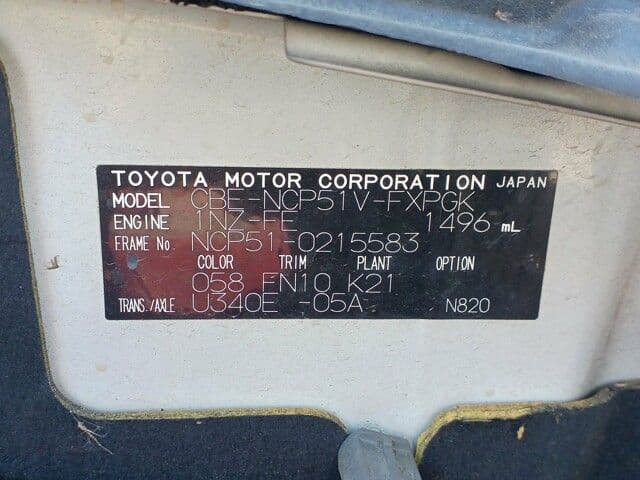 TOYOTA MOTOR CORPORATION JAPAN
MODEL CBE-NCP51V-FXPGK
ENGINE 1NZ-FE 1496 mL
FRAME No. NCP51-0215583
COLOR TRIM PLANT OPTION
058 FN10 K21
TRANS./AXLE U340E -05A N820